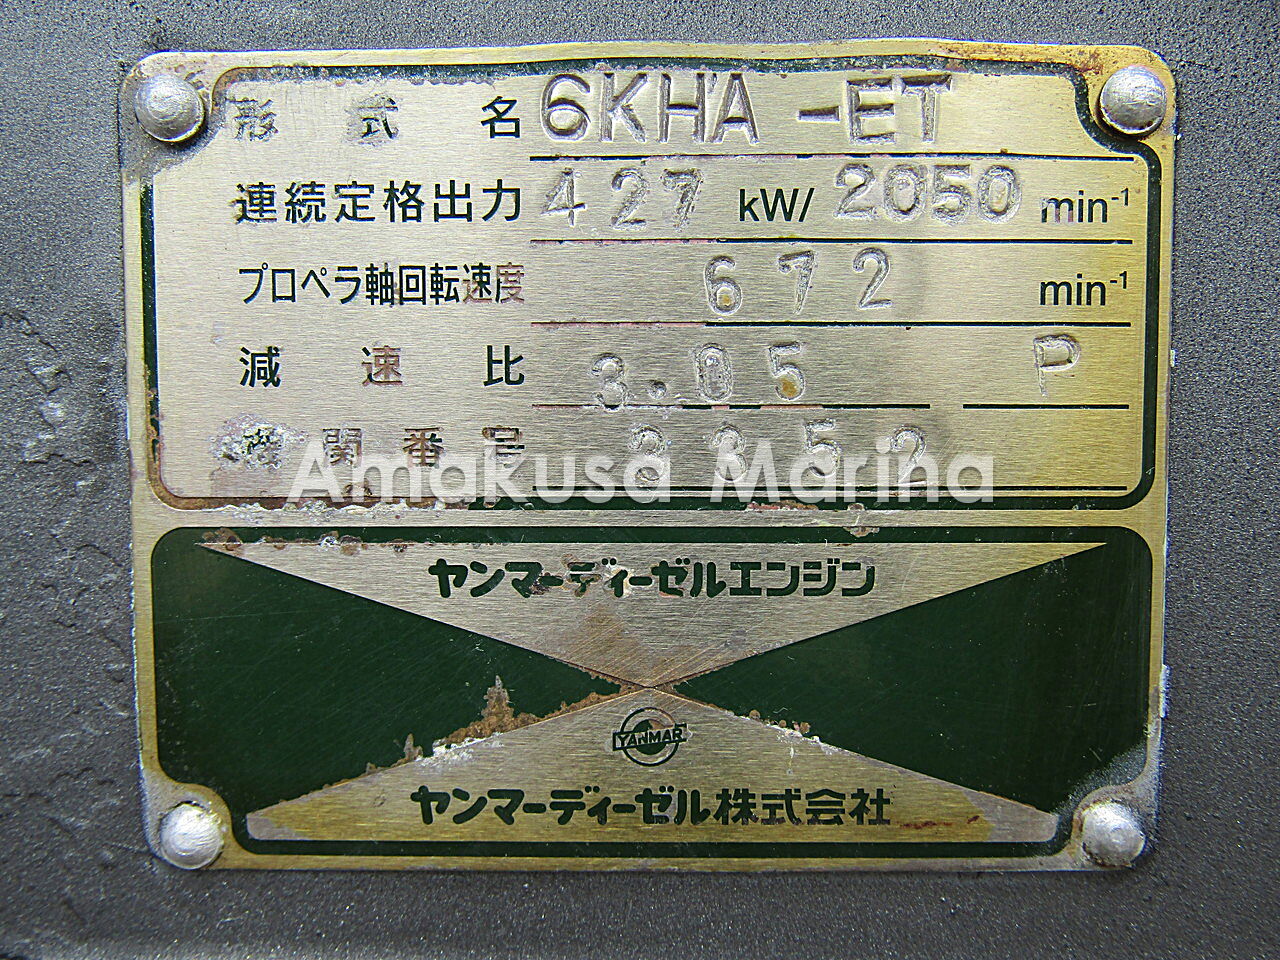 形式名 6KHA-ET
連続定格出力 427 kW/ 2050 min-1
プロペラ軸回転速度 672 min-1
減速比 3.05 P
機関番号 3352
Amakusa Marina
ヤンマーディーゼルエンジン
YANMAR
ヤンマーディーゼル株式会社